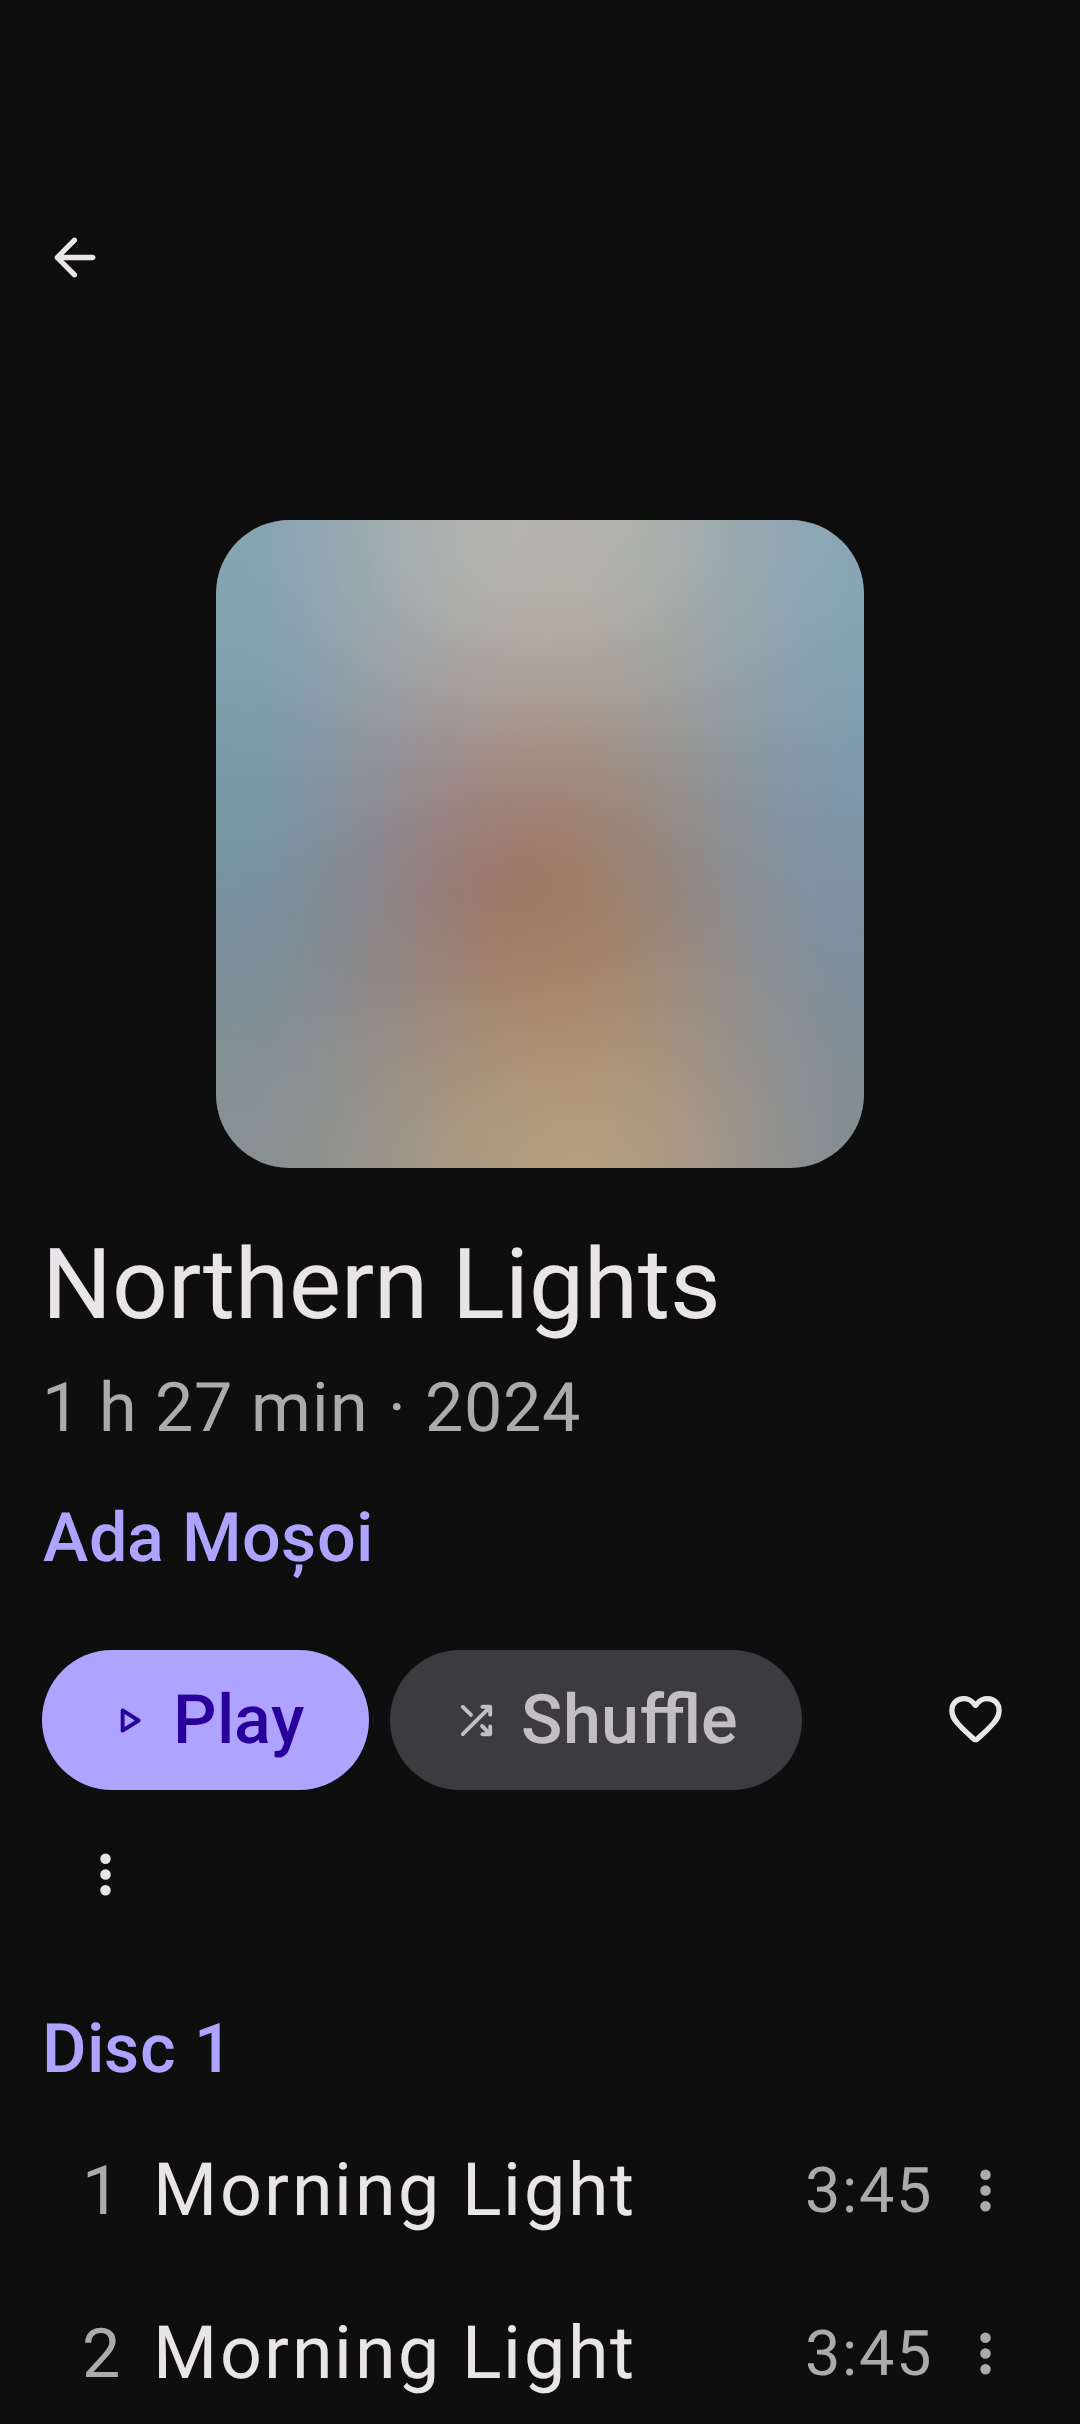 Northern Lights
1 h 27 min · 2024
Ada Moșoi
Play Shuffle
Disc 1
1 Morning Light 3:45
2 Morning Light 3:45